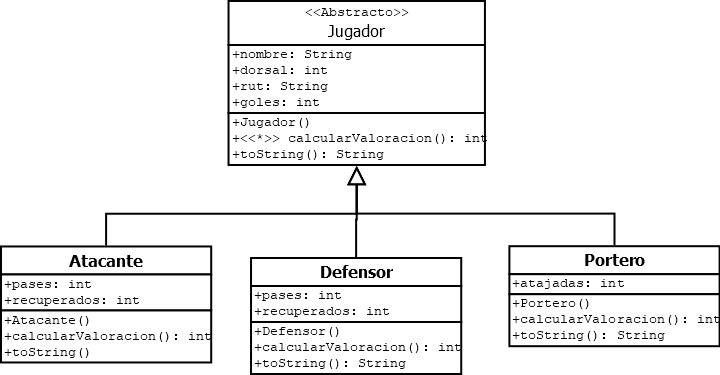 <<Abstracto>>
Jugador
+nombre: String
+dorsal: int
+rut: String
+goles: int
+Jugador()
+<<*>> calcularValoracion(): int
+toString(): String
Atacante
+pases: int
+recuperados: int
+Atacante()
+calcularValoracion(): int
+toString()
Defensor
+pases: int
+recuperados: int
+Defensor()
+calcularValoracion(): int
+toString(): String
Portero
+atajadas: int
+Portero()
+calcularValoracion(): int
+toString(): String